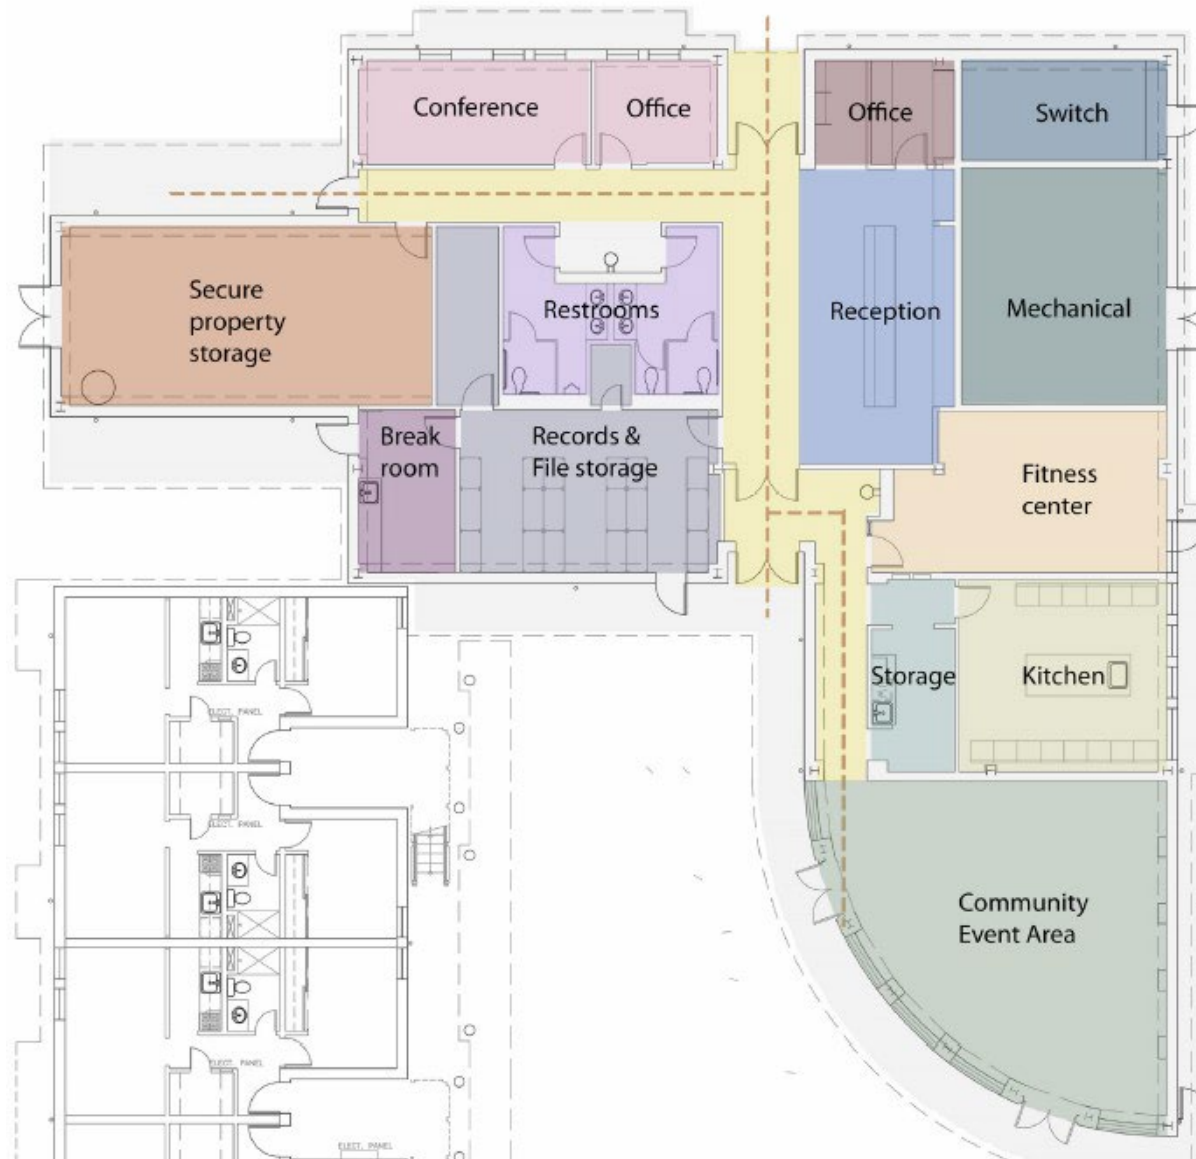 Conference
Office
Office
Switch
Secure
property
storage
Restrooms
Reception
Mechanical
Break
room
Records &
File storage
Fitness
center
Storage
Kitchen
ELECT. PANEL
ELECT. PANEL
Community
Event Area
ELECT. PANEL
ELECT. PANEL